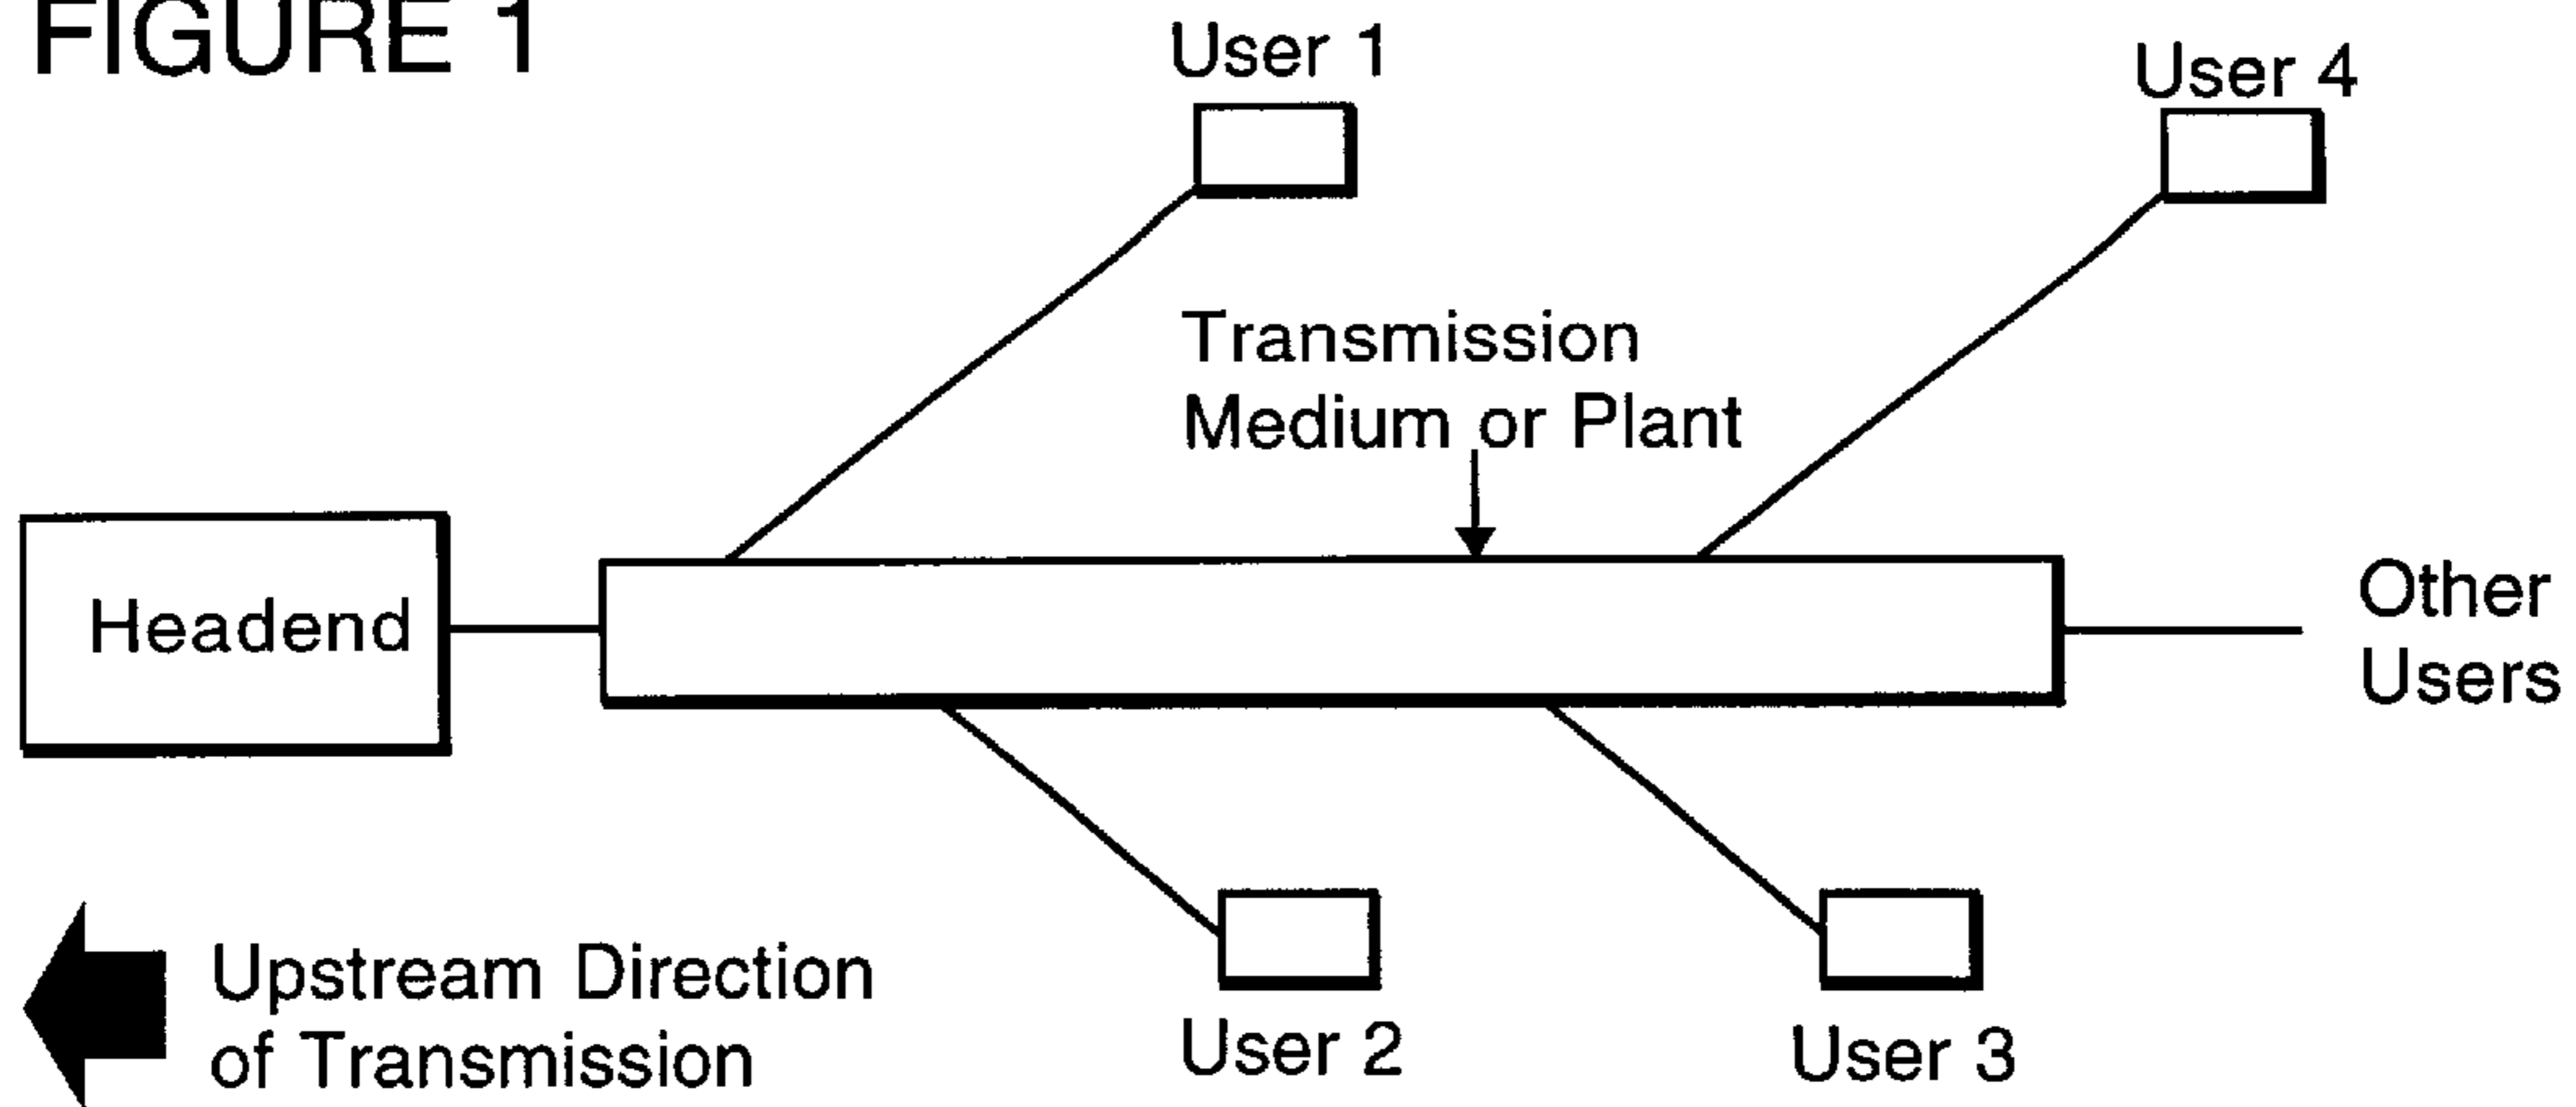 FIGURE 1
User 1
User 4
Transmission
Medium or Plant
Headend
Other
Users
Upstream Direction
of Transmission
User 2
User 3